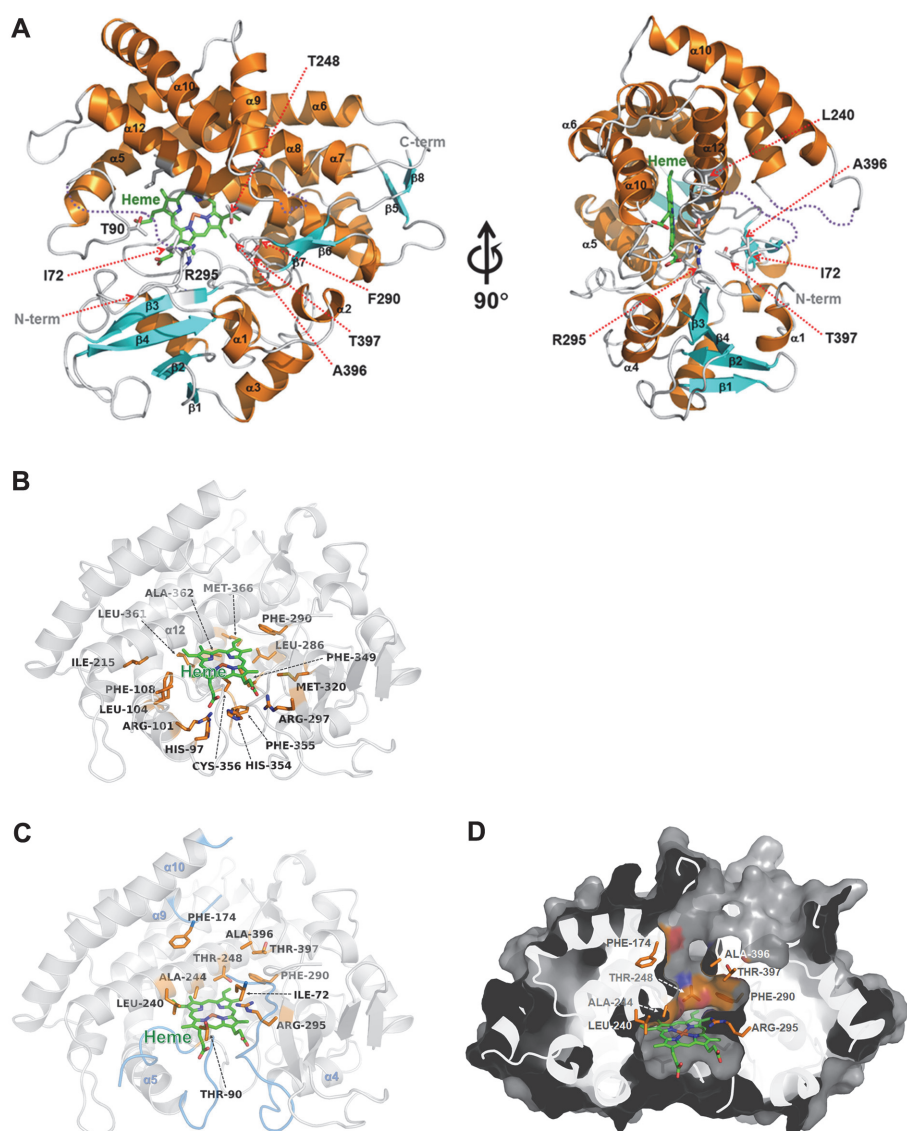 A
T248
α10
α9
α6
α12
α8
α5
α7
C-term
β8
Heme
β5
T90
β6
I72
β7
R295
F290
N-term
β3
α2
β4
α1
T397
β2
α3
A396
β1
90°
α10
L240
α6
α12
Heme
A396
α10
α5
I72
N-term
β3
R295
β4
α1
T397
α4
β2
β1
B
MET-366
ALA-362
LEU-361
PHE-290
α12
LEU-286
ILE-215
PHE-349
Heme
PHE-108
MET-320
LEU-104
ARG-101
ARG-297
HIS-97
PHE-355
CYS-356
HIS-354
C
α10
α9
PHE-174
ALA-396
THR-397
THR-248
ALA-244
PHE-290
LEU-240
ILE-72
ARG-295
Heme
α5
α4
THR-90
D
PHE-174
ALA-396
THR-397
THR-248
PHE-290
ALA-244
LEU-240
ARG-295